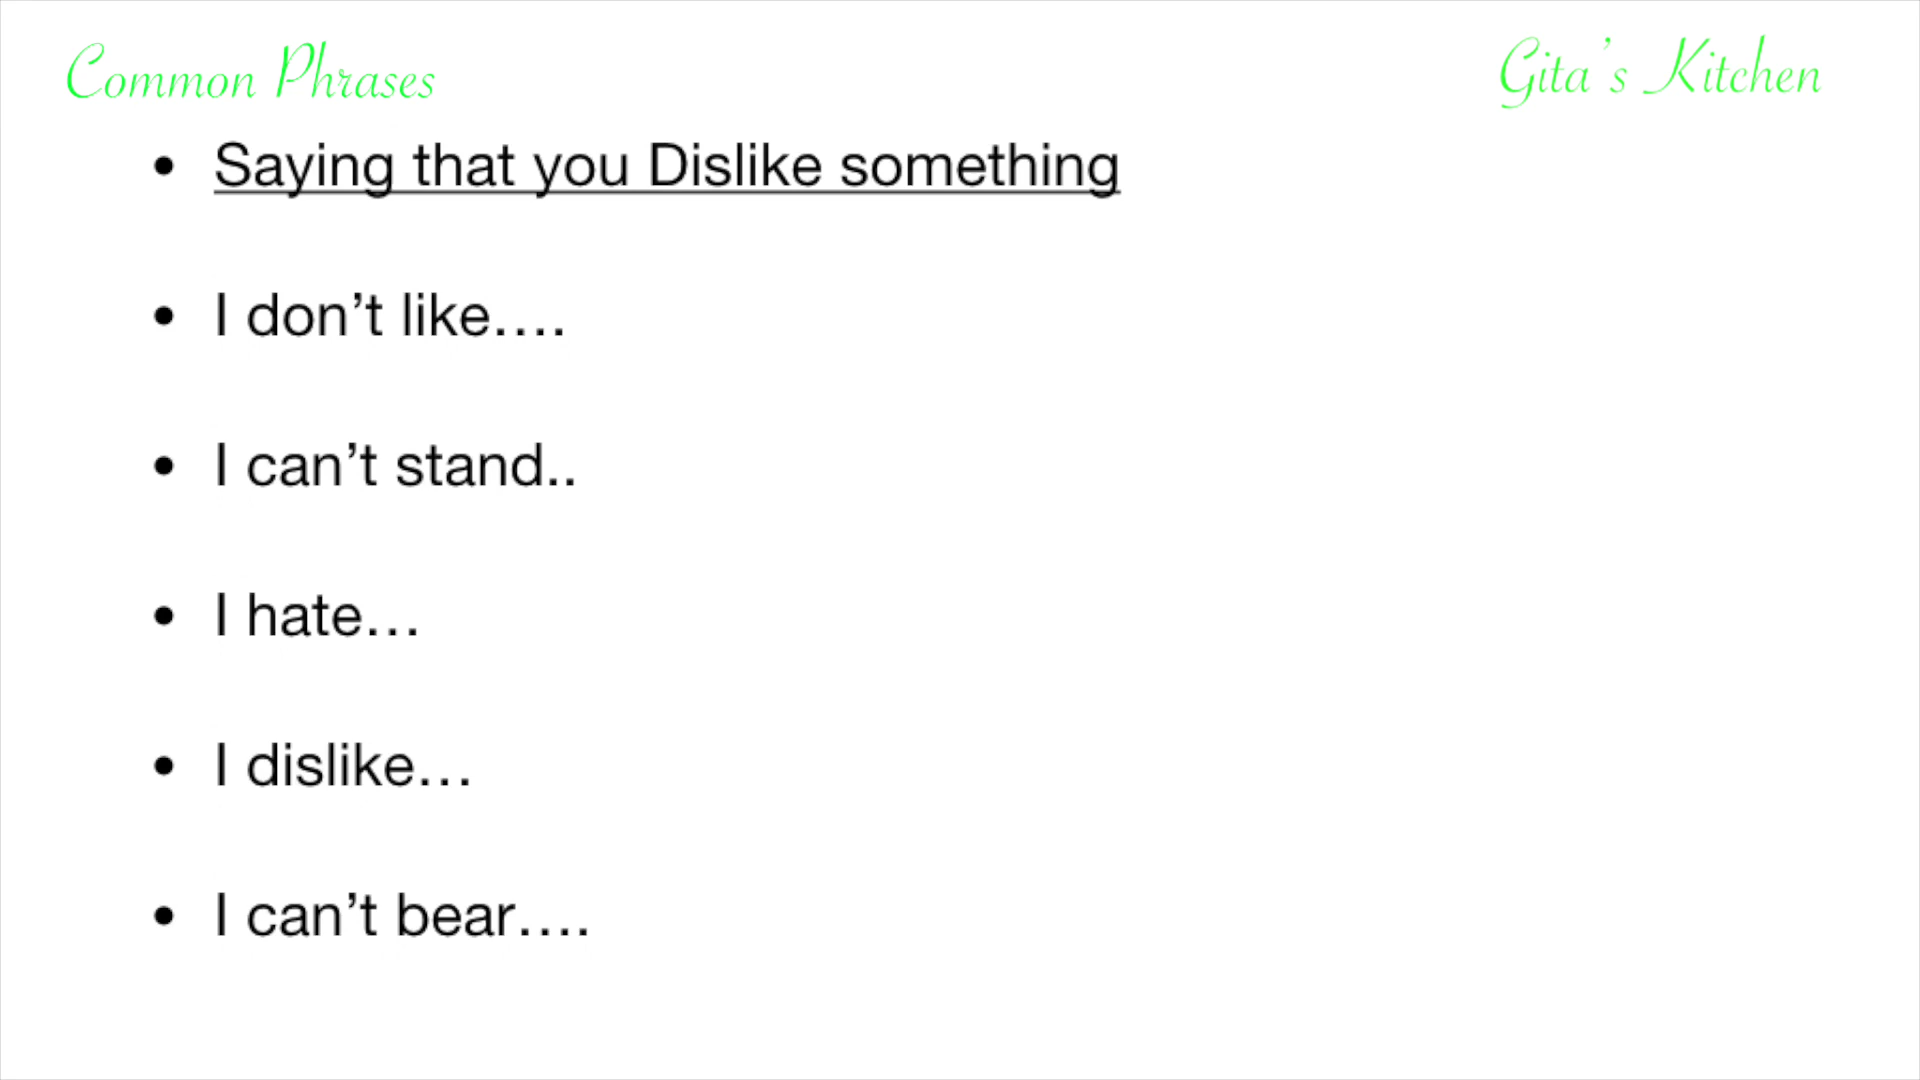 Common Phrases
Gita's Kitchen
• Saying that you Dislike something
• I don’t like….
• I can’t stand..
• I hate…
• I dislike…
• I can’t bear….